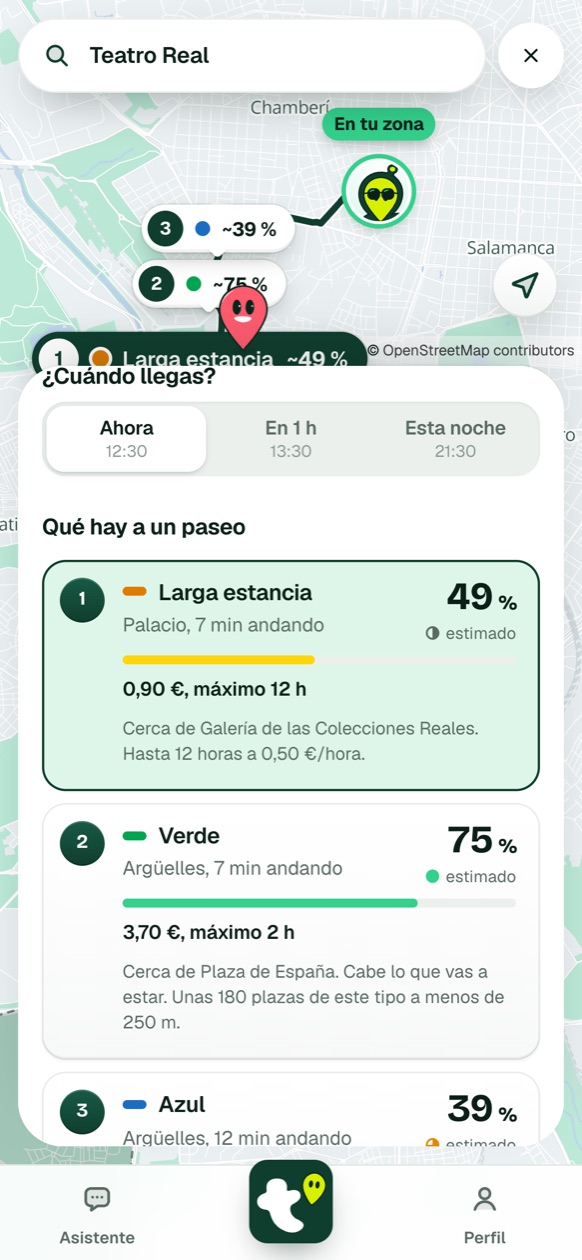 Teatro Real
Chamberí
En tu zona
3 ~39 %
Salamanca
2 ~75 %
1 Larga estancia ~49 %
© OpenStreetMap contributors
¿Cuándo llegas?
Ahora
12:30
En 1 h
13:30
Esta noche
21:30
Qué hay a un paseo
1
Larga estancia
49 %
Palacio, 7 min andando
estimado
0,90 €, máximo 12 h
Cerca de Galería de las Colecciones Reales.
Hasta 12 horas a 0,50 €/hora.
2
Verde
75 %
Argüelles, 7 min andando
estimado
3,70 €, máximo 2 h
Cerca de Plaza de España. Cabe lo que vas a
estar. Unas 180 plazas de este tipo a menos de
250 m.
3
Azul
39 %
Argüelles, 12 min andando
estimado
Asistente
Perfil